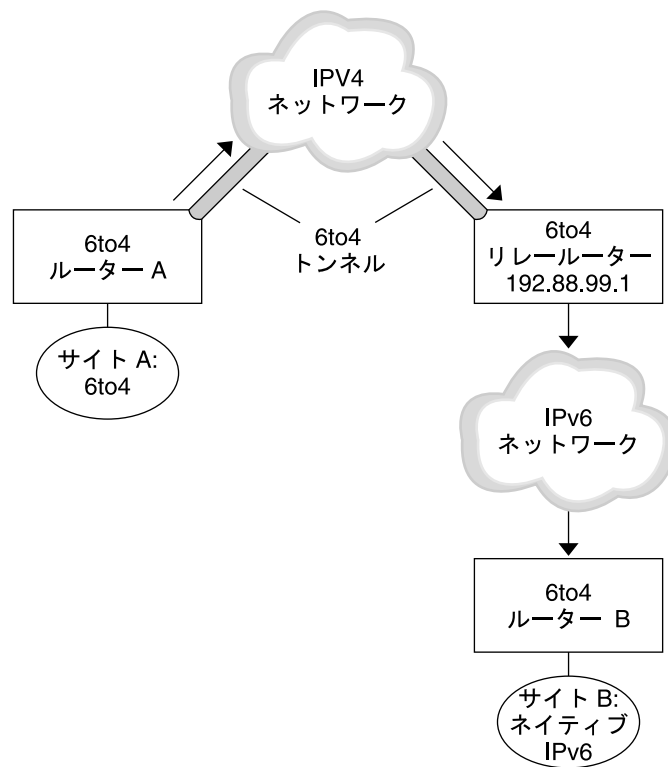 IPV4
ネットワーク
6to4
ルーター A
6to4
トンネル
6to4
リレールーター
192.88.99.1
サイト A:
6to4
IPv6
ネットワーク
6to4
ルーター B
サイト B:
ネイティブ
IPv6